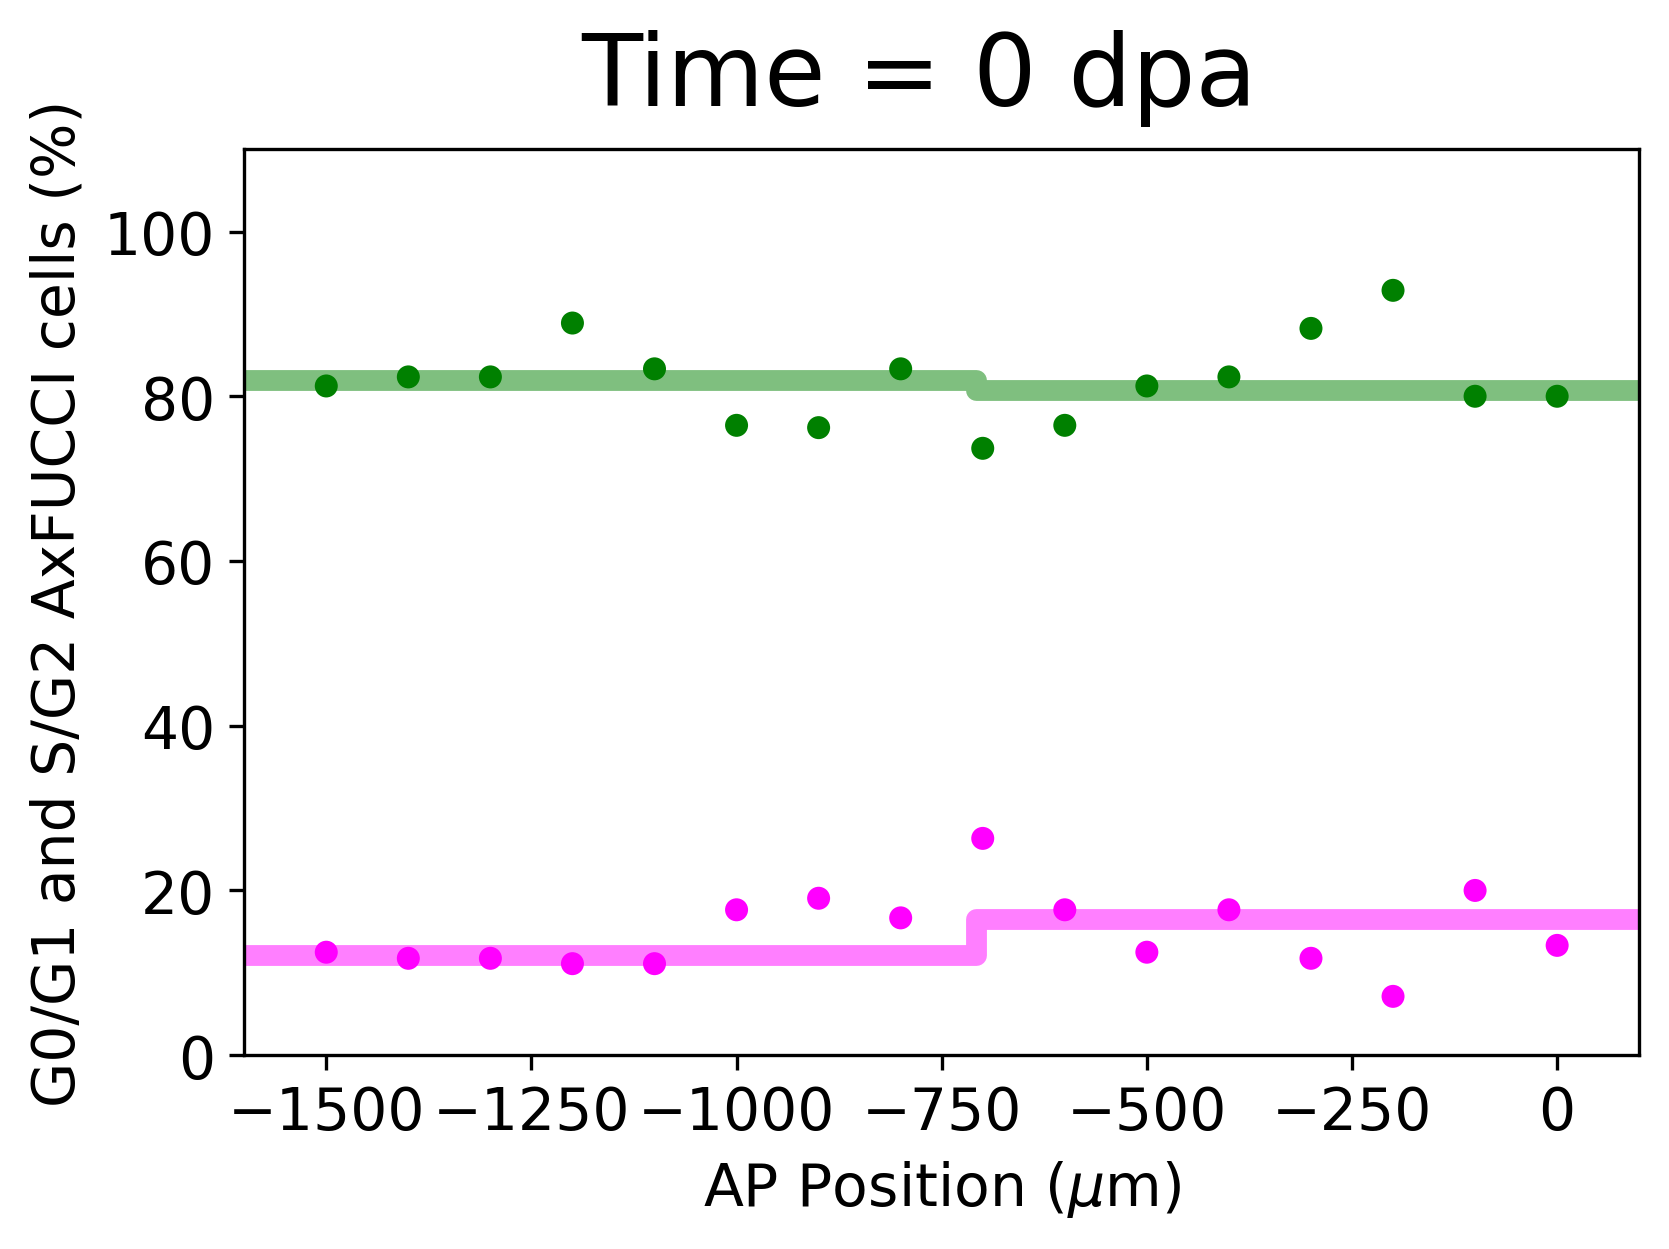 Time = 0 dpa
G0/G1 and S/G2 AxFUCCI cells (%)
100
80
60
40
20
0
−1500 −1250 −1000 −750 −500 −250 0
AP Position (μm)